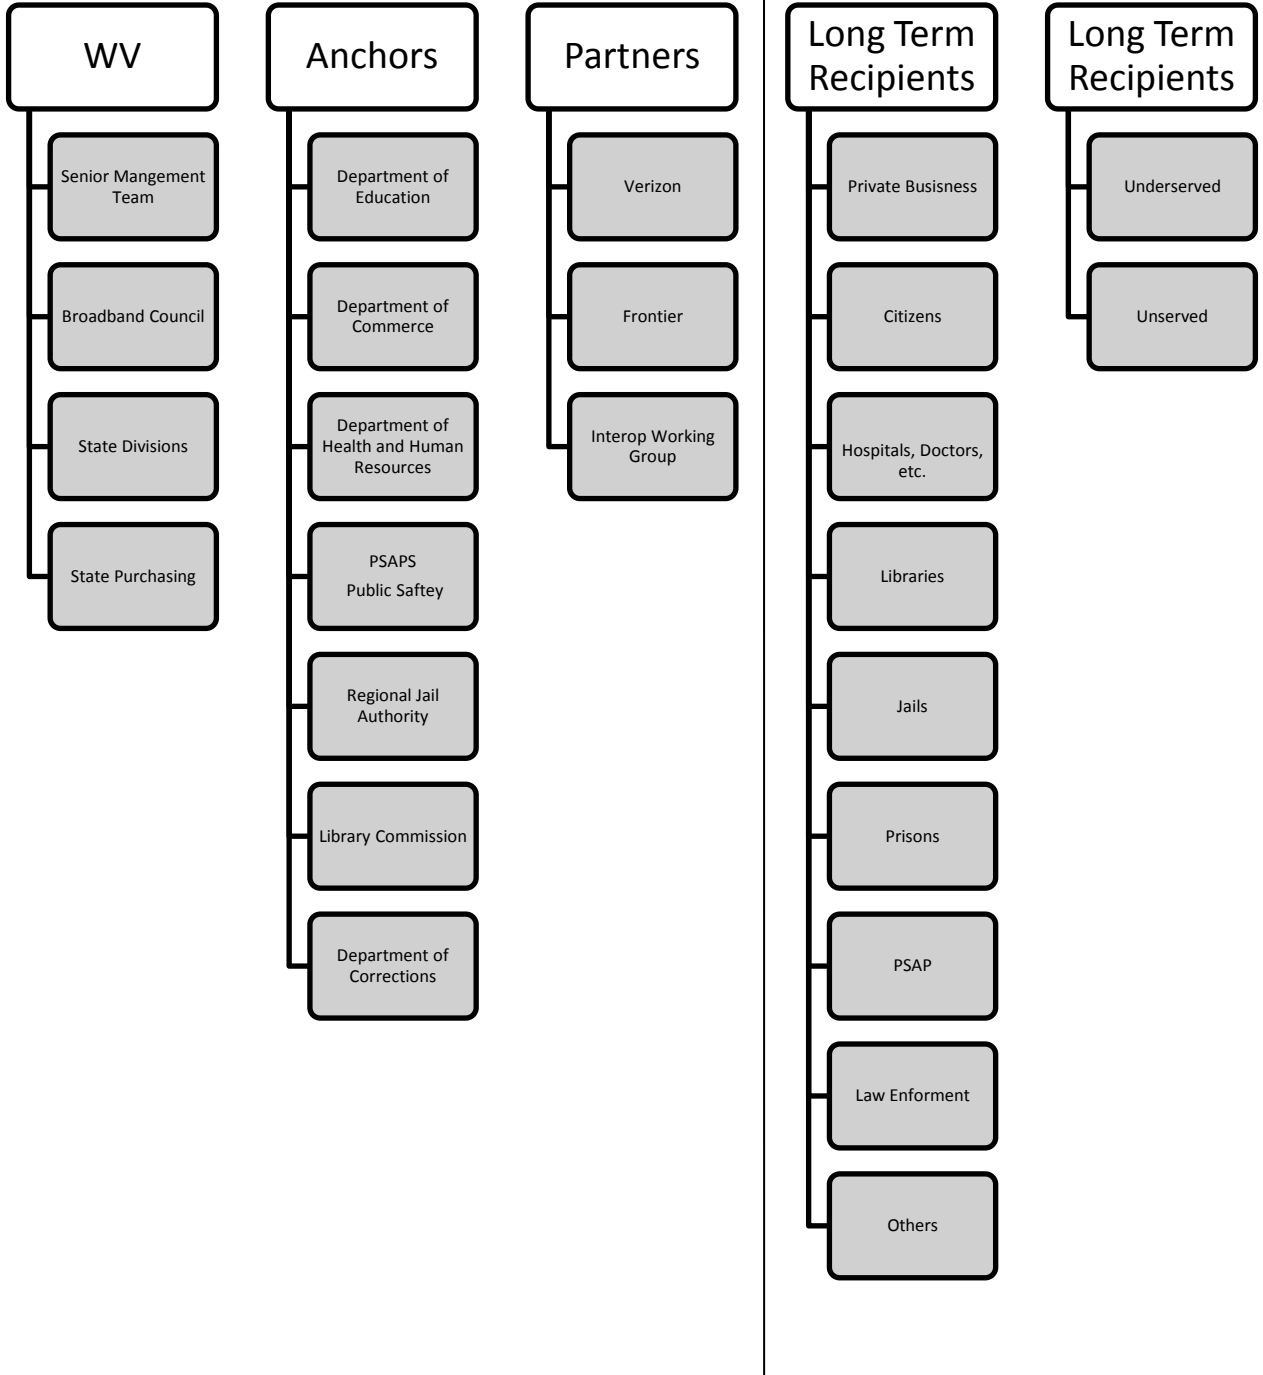 WV
Senior Mangement
Team
Broadband Council
State Divisions
State Purchasing
Anchors
Department of
Education
Department of
Commerce
Department of
Health and Human
Resources
PSAPS
Public Saftey
Regional Jail
Authority
Library Commission
Department of
Corrections
Partners
Verizon
Frontier
Interop Working
Group
Long Term
Recipients
Private Busisness
Citizens
Hospitals, Doctors,
etc.
Libraries
Jails
Prisons
PSAP
Law Enforment
Others
Long Term
Recipients
Underserved
Unserved